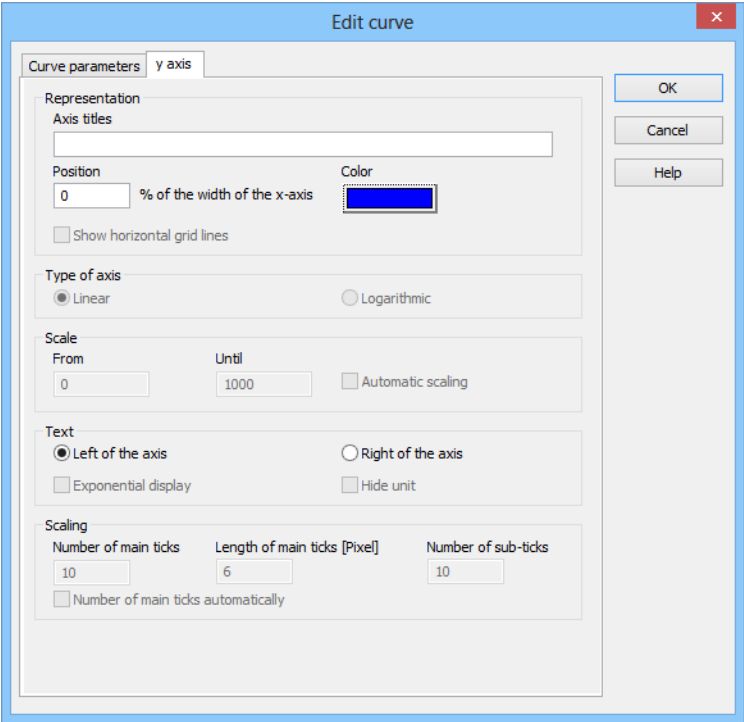 Edit curve
Curve parameters y axis
OK
Cancel
Help
Representation
Axis titles
Position Color
0 % of the width of the x-axis
Show horizontal grid lines
Type of axis
Linear Logarithmic
Scale
From Until
0 1000 Automatic scaling
Text
Left of the axis Right of the axis
Exponential display Hide unit
Scaling
Number of main ticks Length of main ticks [Pixel] Number of sub-ticks
10 6 10
Number of main ticks automatically